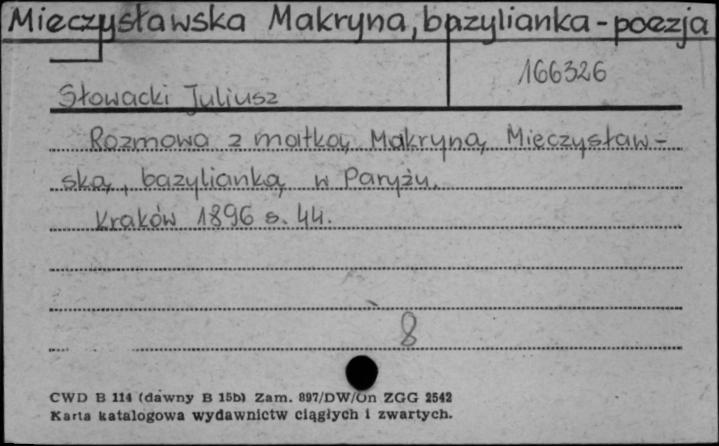 Mieczysławska Makryna, bazylianka - poezja
166326
Słowacki Juliusz
Rozmowa z matką Makryną Mieczysław-
ską, bazylianką w Paryżu.
Kraków 1896 s. 44.
8
CWD B 114 (dawny B 15b) Zam. 897/DW/On ZGG 2542
Karta katalogowa wydawnictw ciągłych i zwartych.